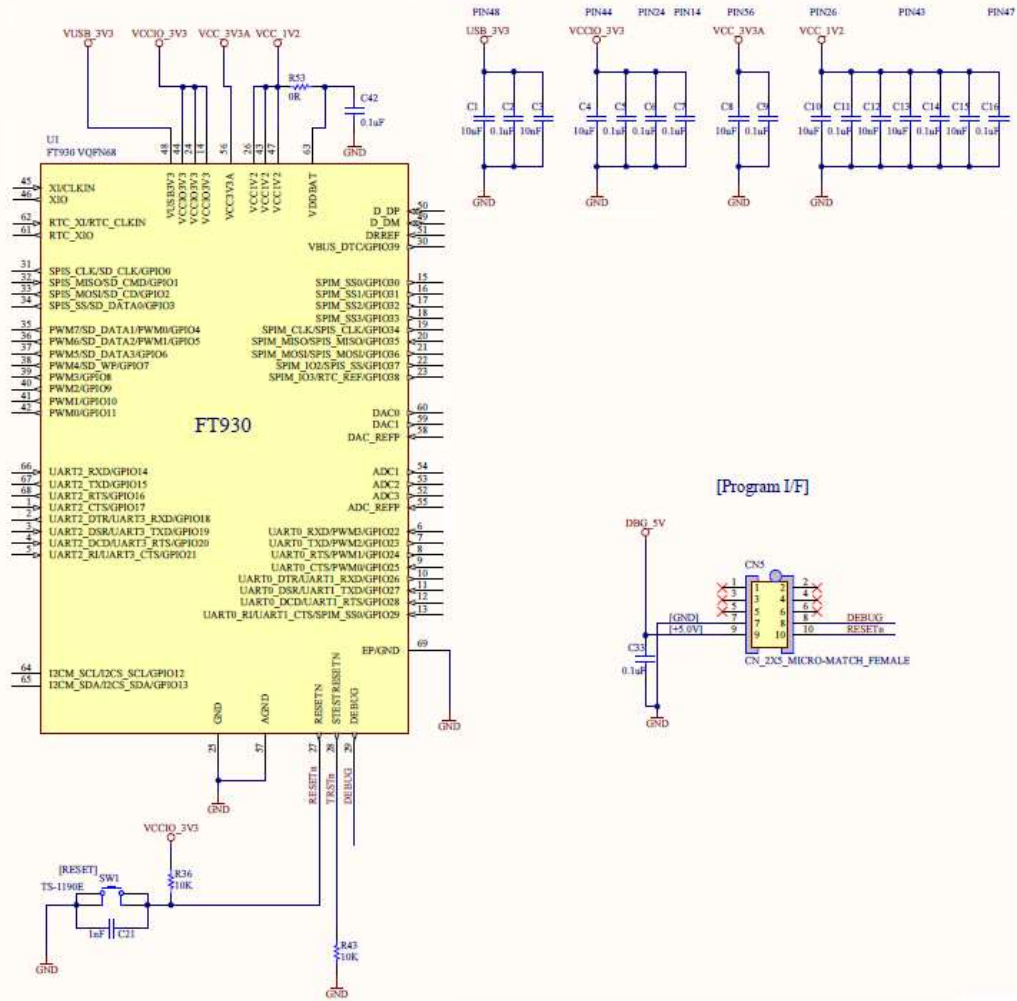 PIN48 PIN44 PIN24 PIN14 PIN56 PIN26 PIN43 PIN47
VUSB_3V3 VCCIO_3V3 VCC_3V3A VCC_1V2
USB_3V3 VCCIO_3V3 VCC_3V3A VCC_1V2
R53
0R
C42
0.1uF
GND
C1 C2 C3 C4 C5 C6 C7 C8 C9 C10 C11 C12 C13 C14 C15 C16
10uF 0.1uF 10nF 10uF 0.1uF 0.1uF 0.1uF 10uF 0.1uF 10uF 0.1uF 10nF 0.1uF 0.1uF 10nF 0.1uF
GND GND GND GND
U1
FT930 VQFN68
48 44 24 14 56 26 43 47 63
VUSB3V3 VCCIO3V3 VCCIO3V3 VCCIO3V3 VCC3V3A VCC1V2 VCC1V2 VCC1V2 VDDBAT
45 XI/CLKIN
46 XIO
62 RTC_XI/RTC_CLKIN
61 RTC_XIO
31 SPIS_CLK/SD_CLK/GPIO0
32 SPIS_MISO/SD_CMD/GPIO1
33 SPIS_MOSI/SD_CD/GPIO2
34 SPIS_SS/SD_DATA0/GPIO3
35 PWM7/SD_DATA1/PWM0/GPIO4
36 PWM6/SD_DATA2/PWM1/GPIO5
37 PWM5/SD_DATA3/GPIO6
38 PWM4/SD_WP/GPIO7
39 PWM3/GPIO8
40 PWM2/GPIO9
41 PWM1/GPIO10
42 PWM0/GPIO11
FT930
66 UART2_RXD/GPIO14
67 UART2_TXD/GPIO15
68 UART2_RTS/GPIO16
1 UART2_CTS/GPIO17
2 UART2_DTR/UART3_RXD/GPIO18
3 UART2_DSR/UART3_TXD/GPIO19
4 UART2_DCD/UART3_RTS/GPIO20
5 UART2_RI/UART3_CTS/GPIO21
64 I2CM_SCL/I2CS_SCL/GPIO12
65 I2CM_SDA/I2CS_SDA/GPIO13
D_DP 50
D_DM 49
DRREF 51
VBUS_DTC/GPIO39 30
SPIM_SS0/GPIO30 15
SPIM_SS1/GPIO31 16
SPIM_SS2/GPIO32 17
SPIM_SS3/GPIO33 18
SPIM_CLK/SPIS_CLK/GPIO34 19
SPIM_MISO/SPIS_MISO/GPIO35 20
SPIM_MOSI/SPIS_MOSI/GPIO36 21
SPIM_IO2/SPIS_SS/GPIO37 22
SPIM_IO3/RTC_REF/GPIO38 23
DAC0 60
DAC1 59
DAC_REFP 58
ADC1 54
ADC2 53
ADC3 52
ADC_REFP 55
UART0_RXD/PWM3/GPIO22 6
UART0_TXD/PWM2/GPIO23 7
UART0_RTS/PWM1/GPIO24 8
UART0_CTS/PWM0/GPIO25 9
UART0_DTR/UART1_RXD/GPIO26 10
UART0_DSR/UART1_TXD/GPIO27 11
UART0_DCD/UART1_RTS/GPIO28 12
UART0_RI/UART1_CTS/SPIM_SS0/GPIO29 13
EP/GND 69
GND
GND AGND RESETN STESTRESETN DEBUG
25 57 27 28 29
RESETn TRSTn DEBUG
GND
VCCIO_3V3
[RESET]
TS-1190E
SW1
R36
10K
1nF C21
GND
R43
10K
GND
[Program I/F]
DBG_5V
CN5
1 1 2 2
3 3 4 4
5 5 6 6
[GND] 7 7 8 8 DEBUG
[+5.0V] 9 9 10 10 RESETn
CN_2X5_MICRO-MATCH_FEMALE
C33
0.1uF
GND